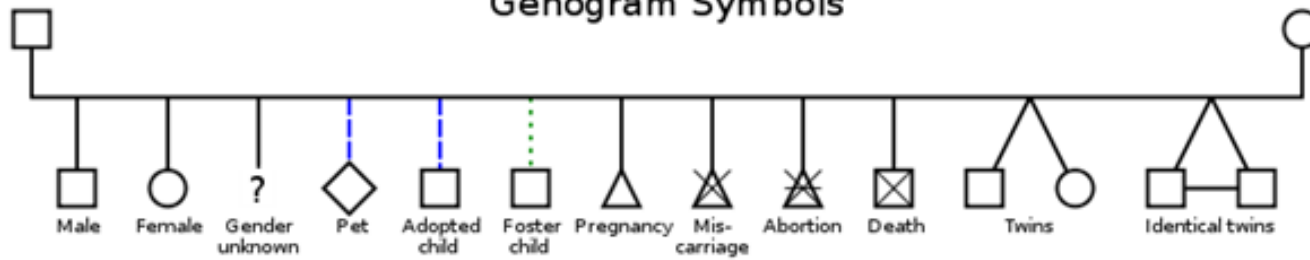 Genogram Symbols
?
Male
Female
Gender
unknown
Pet
Adopted
child
Foster
child
Pregnancy
Mis-
carriage
Abortion
Death
Twins
Identical twins